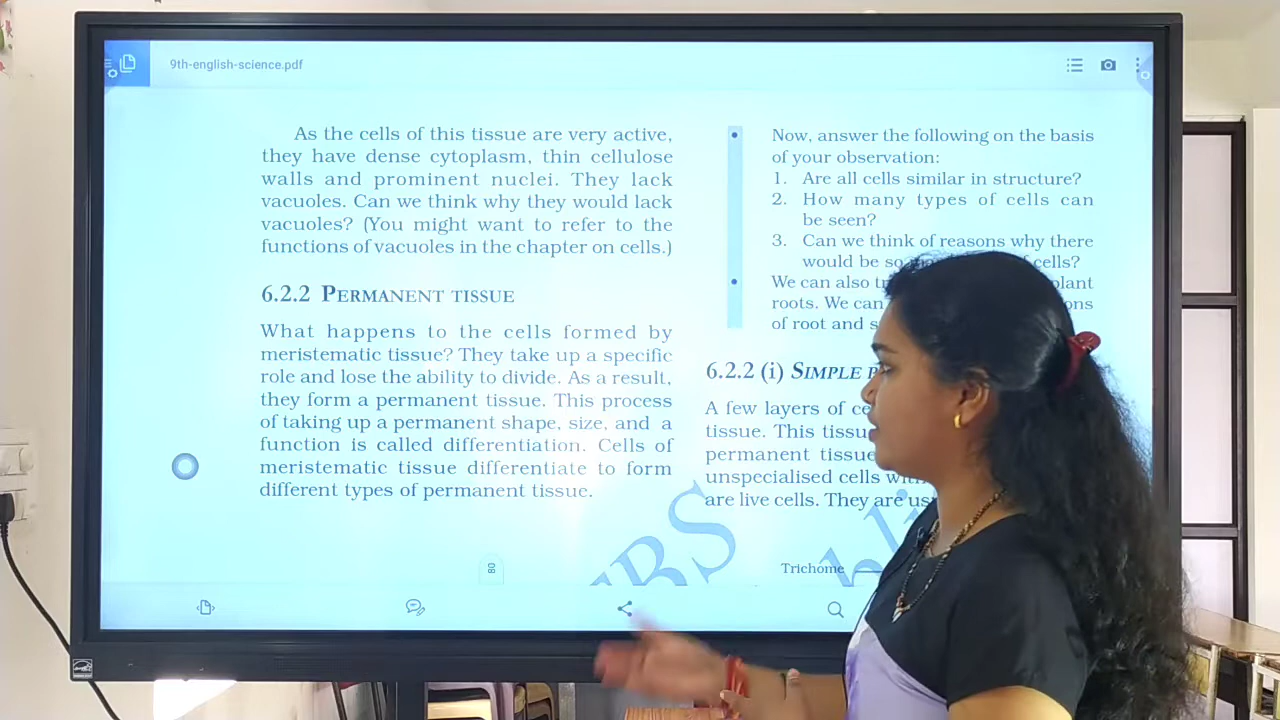 9th-english-science.pdf
As the cells of this tissue are very active,
they have dense cytoplasm, thin cellulose
walls and prominent nuclei. They lack
vacuoles. Can we think why they would lack
vacuoles? (You might want to refer to the
functions of vacuoles in the chapter on cells.)
6.2.2 PERMANENT TISSUE
What happens to the cells formed by
meristematic tissue? They take up a specific
role and lose the ability to divide. As a result,
they form a permanent tissue. This process
of taking up a permanent shape, size, and a
function is called differentiation. Cells of
meristematic tissue differentiate to form
different types of permanent tissue.
80
• Now, answer the following on the basis
of your observation:
1. Are all cells similar in structure?
2. How many types of cells can
be seen?
3. Can we think of reasons why there
would be so cells?
• We can also plant
roots. We can
of root and
6.2.2 (i) SIMPLE
A few layers of
tissue. This
permanent tissue
unspecialised cells
are live cells. They are
Trichome